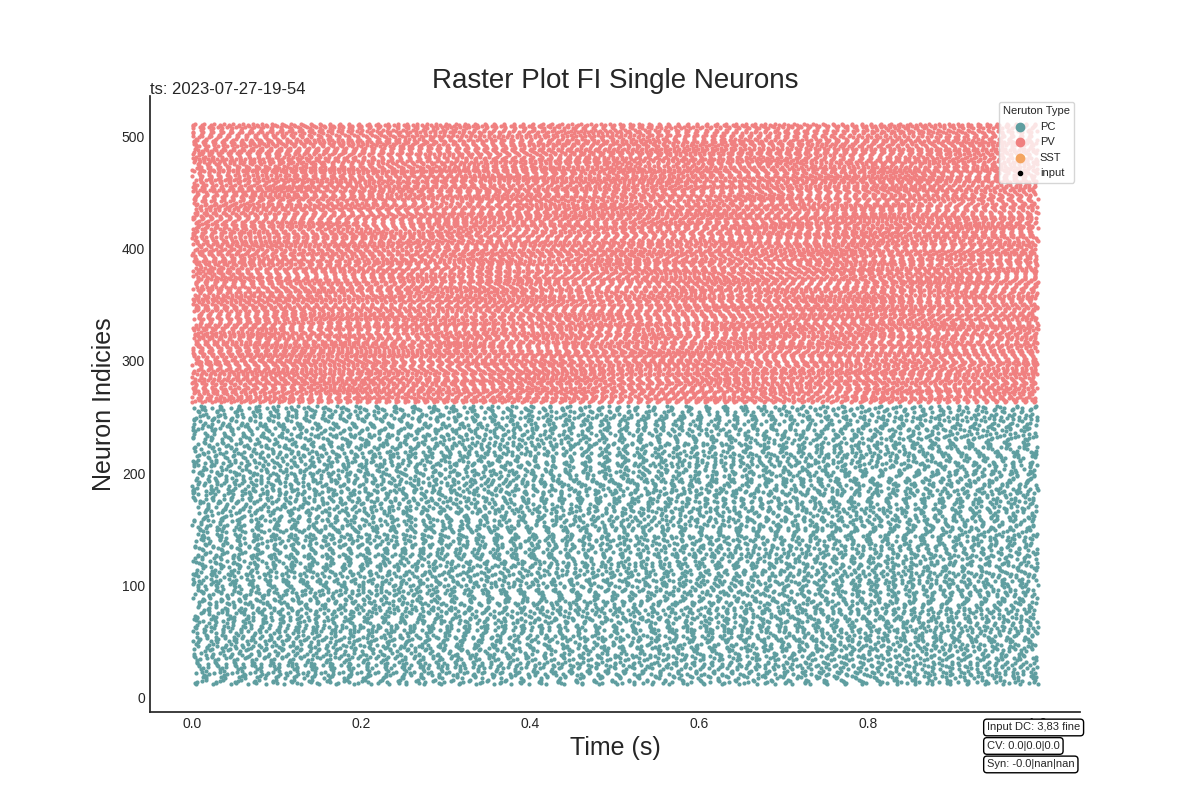 Raster Plot FI Single Neurons
ts: 2023-07-27-19-54
Neruton Type
PC
PV
SST
input
500
400
300
200
100
0
Neuron Indicies
0.0 0.2 0.4 0.6 0.8
Time (s)
Input DC: 3,83 fine
CV: 0.0|0.0|0.0
Syn: -0.0|nan|nan